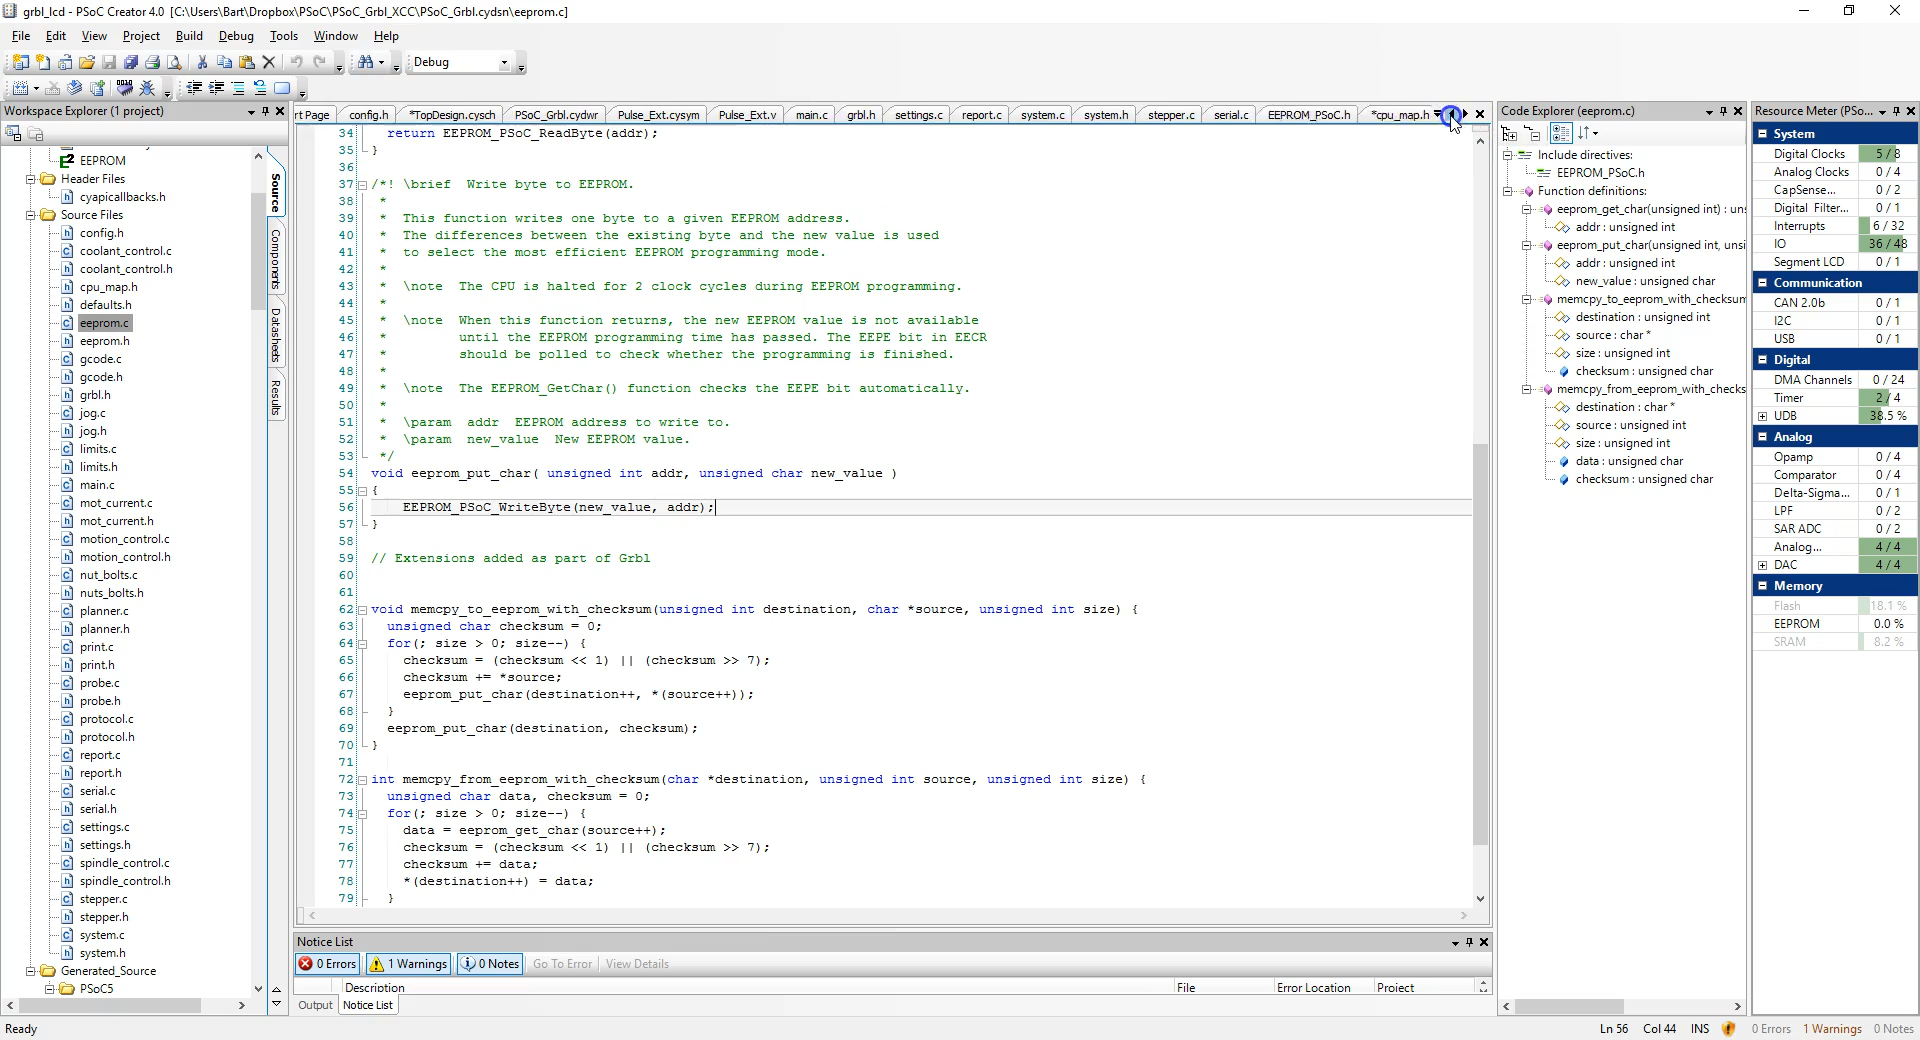 grbl_lcd - PSoC Creator 4.0 [C:\Users\Bart\Dropbox\PSoC\PSoC_Grbl_XCC\PSoC_Grbl.cydsn\eeprom.c]
File Edit View Project Build Debug Tools Window Help
Debug
Workspace Explorer (1 project)
EEPROM
Header Files
cyapicallbacks.h
Source Files
config.h
coolant_control.c
coolant_control.h
cpu_map.h
defaults.h
eeprom.c
eeprom.h
gcode.c
gcode.h
grbl.h
jog.c
jog.h
limits.c
limits.h
main.c
mot_current.c
mot_current.h
motion_control.c
motion_control.h
nut_bolts.c
nuts_bolts.h
planner.c
planner.h
print.c
print.h
probe.c
probe.h
protocol.c
protocol.h
report.c
report.h
serial.c
serial.h
settings.c
settings.h
spindle_control.c
spindle_control.h
stepper.c
stepper.h
system.c
system.h
Generated_Source
PSoC5
Source
Components
Datasheets
Results
rt Page config.h *TopDesign.cysch PSoC_Grbl.cydwr Pulse_Ext.cysym Pulse_Ext.v main.c grbl.h settings.c report.c system.c system.h stepper.c serial.c EEPROM_PSoC.h *cpu_map.h
34 return EEPROM_PSoC_ReadByte(addr);
35 }
36
37 /*! \brief Write byte to EEPROM.
38 *
39 * This function writes one byte to a given EEPROM address.
40 * The differences between the existing byte and the new value is used
41 * to select the most efficient EEPROM programming mode.
42 *
43 * \note The CPU is halted for 2 clock cycles during EEPROM programming.
44 *
45 * \note When this function returns, the new EEPROM value is not available
46 * until the EEPROM programming time has passed. The EEPE bit in EECR
47 * should be polled to check whether the programming is finished.
48 *
49 * \note The EEPROM_GetChar() function checks the EEPE bit automatically.
50 *
51 * \param addr EEPROM address to write to.
52 * \param new_value New EEPROM value.
53 */
54 void eeprom_put_char( unsigned int addr, unsigned char new_value )
55 {
56 EEPROM_PSoC_WriteByte(new_value, addr);
57 }
58
59 // Extensions added as part of Grbl
60
61
62 void memcpy_to_eeprom_with_checksum(unsigned int destination, char *source, unsigned int size) {
63 unsigned char checksum = 0;
64 for(; size > 0; size--) {
65 checksum = (checksum << 1) || (checksum >> 7);
66 checksum += *source;
67 eeprom_put_char(destination++, *(source++));
68 }
69 eeprom_put_char(destination, checksum);
70 }
71
72 int memcpy_from_eeprom_with_checksum(char *destination, unsigned int source, unsigned int size) {
73 unsigned char data, checksum = 0;
74 for(; size > 0; size--) {
75 data = eeprom_get_char(source++);
76 checksum = (checksum << 1) || (checksum >> 7);
77 checksum += data;
78 *(destination++) = data;
79 }
Notice List
0 Errors 1 Warnings 0 Notes Go To Error View Details
Description File Error Location Project
Output Notice List
Code Explorer (eeprom.c)
Include directives:
EEPROM_PSoC.h
Function definitions:
eeprom_get_char(unsigned int) : uns
addr : unsigned int
eeprom_put_char(unsigned int, unsi
addr : unsigned int
new_value : unsigned char
memcpy_to_eeprom_with_checksum
destination : unsigned int
source : char *
size : unsigned int
checksum : unsigned char
memcpy_from_eeprom_with_checks
destination : char *
source : unsigned int
size : unsigned int
data : unsigned char
checksum : unsigned char
Resource Meter (PSo...
System
Digital Clocks 5 / 8
Analog Clocks 0 / 4
CapSense... 0 / 2
Digital Filter... 0 / 1
Interrupts 6 / 32
IO 36 / 48
Segment LCD 0 / 1
Communication
CAN 2.0b 0 / 1
I2C 0 / 1
USB 0 / 1
Digital
DMA Channels 0 / 24
Timer 2 / 4
UDB 38.5 %
Analog
Opamp 0 / 4
Comparator 0 / 4
Delta-Sigma... 0 / 1
LPF 0 / 2
SAR ADC 0 / 2
Analog... 4 / 4
DAC 4 / 4
Memory
Flash 18.1 %
EEPROM 0.0 %
SRAM 8.2 %
Ready Ln 56 Col 44 INS 0 Errors 1 Warnings 0 Notes